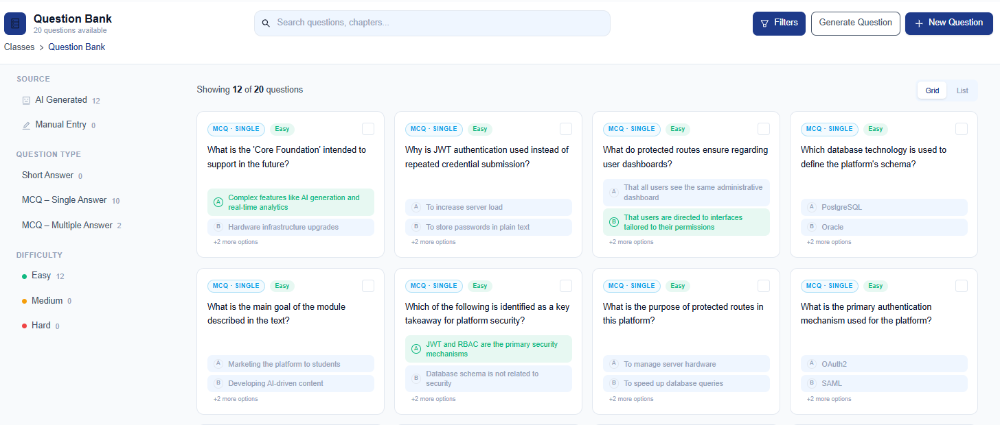 Question Bank
20 questions available
Search questions, chapters...
Filters
Generate Question
+ New Question
Classes > Question Bank
SOURCE
AI Generated 12
Manual Entry 0
QUESTION TYPE
Short Answer 0
MCQ – Single Answer 10
MCQ – Multiple Answer 2
DIFFICULTY
Easy 12
Medium 0
Hard 0
Showing 12 of 20 questions
Grid
List
MCQ · SINGLE Easy
What is the 'Core Foundation' intended to
support in the future?
A Complex features like AI generation and
real-time analytics
B Hardware infrastructure upgrades
+2 more options
MCQ · SINGLE Easy
Why is JWT authentication used instead of
repeated credential submission?
A To increase server load
B To store passwords in plain text
+2 more options
MCQ · SINGLE Easy
What do protected routes ensure regarding
user dashboards?
A That all users see the same administrative
dashboard
B That users are directed to interfaces
tailored to their permissions
+2 more options
MCQ · SINGLE Easy
Which database technology is used to
define the platform's schema?
A PostgreSQL
B Oracle
+2 more options
MCQ · SINGLE Easy
What is the main goal of the module
described in the text?
A Marketing the platform to students
B Developing AI-driven content
+2 more options
MCQ · SINGLE Easy
Which of the following is identified as a key
takeaway for platform security?
A JWT and RBAC are the primary security
mechanisms
B Database schema is not related to
security
+2 more options
MCQ · SINGLE Easy
What is the purpose of protected routes in
this platform?
A To manage server hardware
B To speed up database queries
+2 more options
MCQ · SINGLE Easy
What is the primary authentication
mechanism used for the platform?
A OAuth2
B SAML
+2 more options